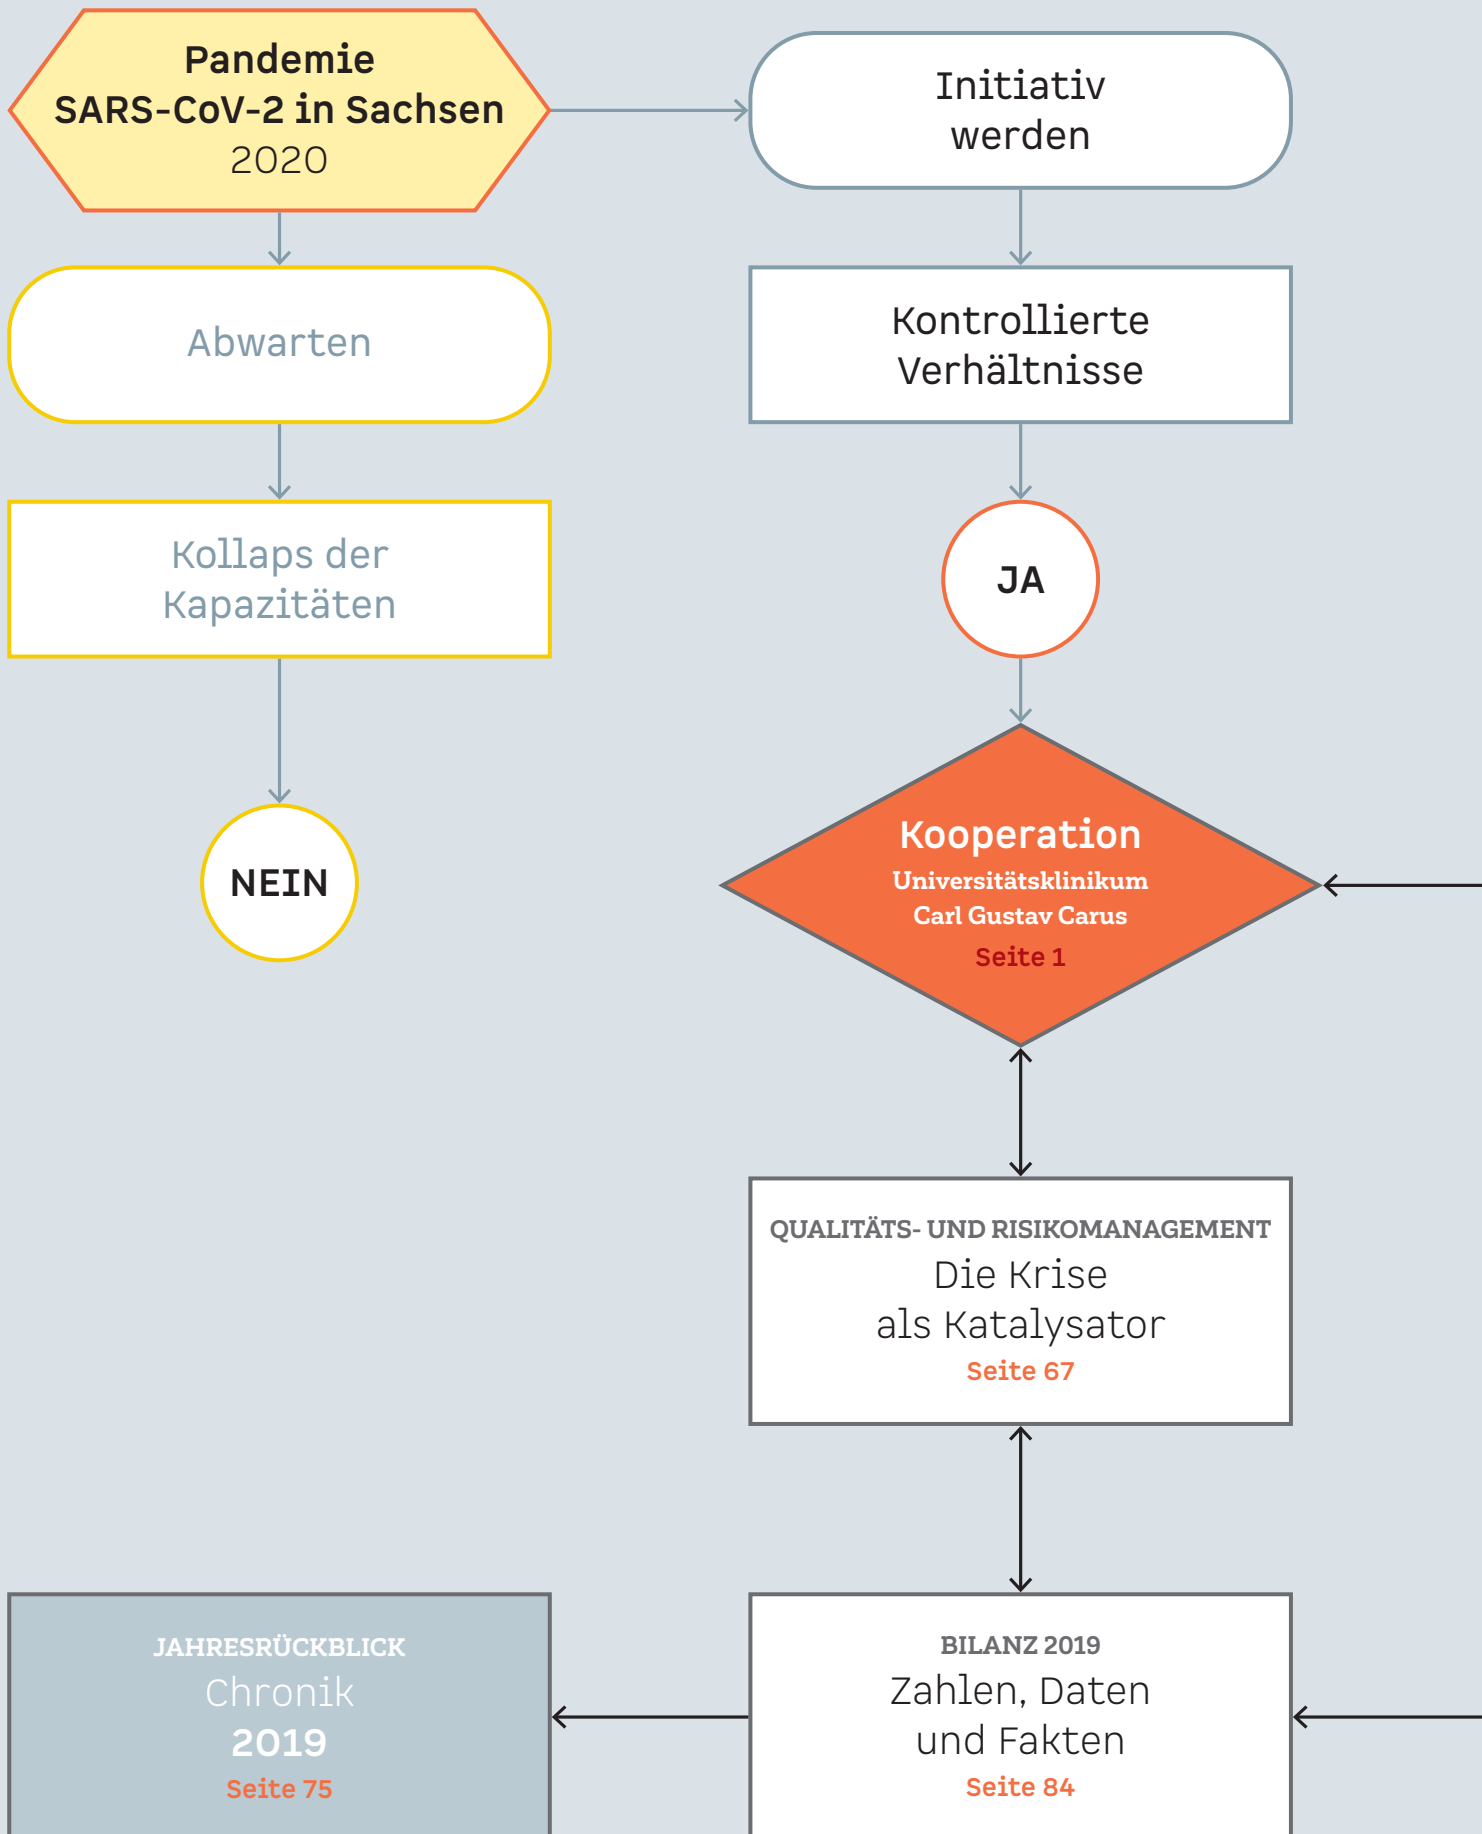 Pandemie
SARS-CoV-2 in Sachsen
2020
Initiativ
werden
Abwarten
Kontrollierte
Verhältnisse
Kollaps der
Kapazitäten
JA
NEIN
Kooperation
Universitätsklinikum
Carl Gustav Carus
Seite 1
QUALITÄTS- UND RISIKOMANAGEMENT
Die Krise
als Katalysator
Seite 67
JAHRESRÜCKBLICK
Chronik
2019
Seite 75
BILANZ 2019
Zahlen, Daten
und Fakten
Seite 84